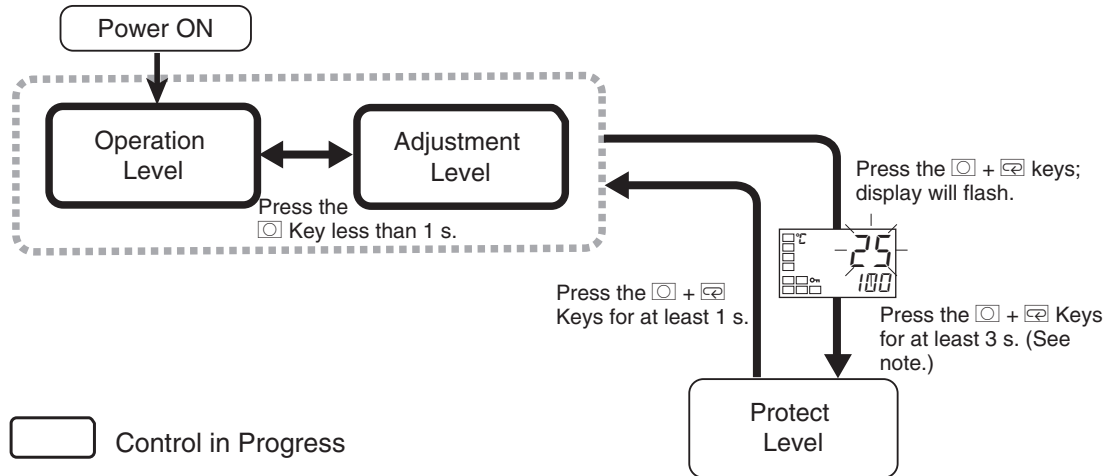 Power ON
Operation
Level
Adjustment
Level
Press the
Key less than 1 s.
Press the + keys;
display will flash.
°C
25
100
Press the +
Keys for at least 1 s.
Press the + Keys
for at least 3 s. (See
note.)
Protect
Level
Control in Progress